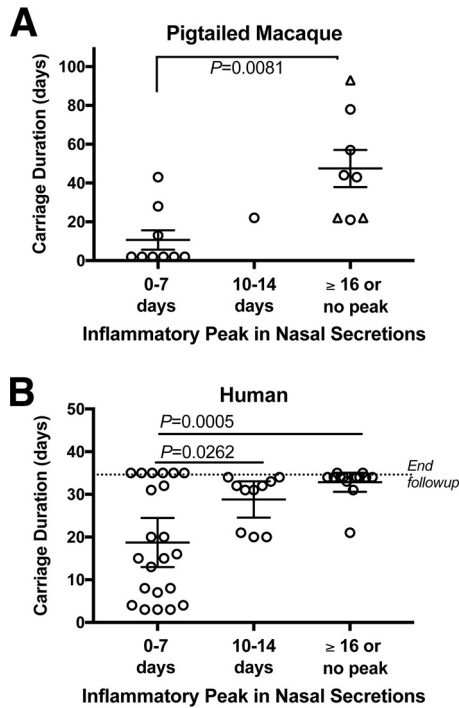 A
Pigtailed Macaque
P=0.0081
Carriage Duration (days)
100
80
60
40
20
0
0-7 days
10-14 days
≥ 16 or no peak
Inflammatory Peak in Nasal Secretions
B
Human
P=0.0005
P=0.0262
End followup
Carriage Duration (days)
50
40
30
20
10
0
0-7 days
10-14 days
≥ 16 or no peak
Inflammatory Peak in Nasal Secretions